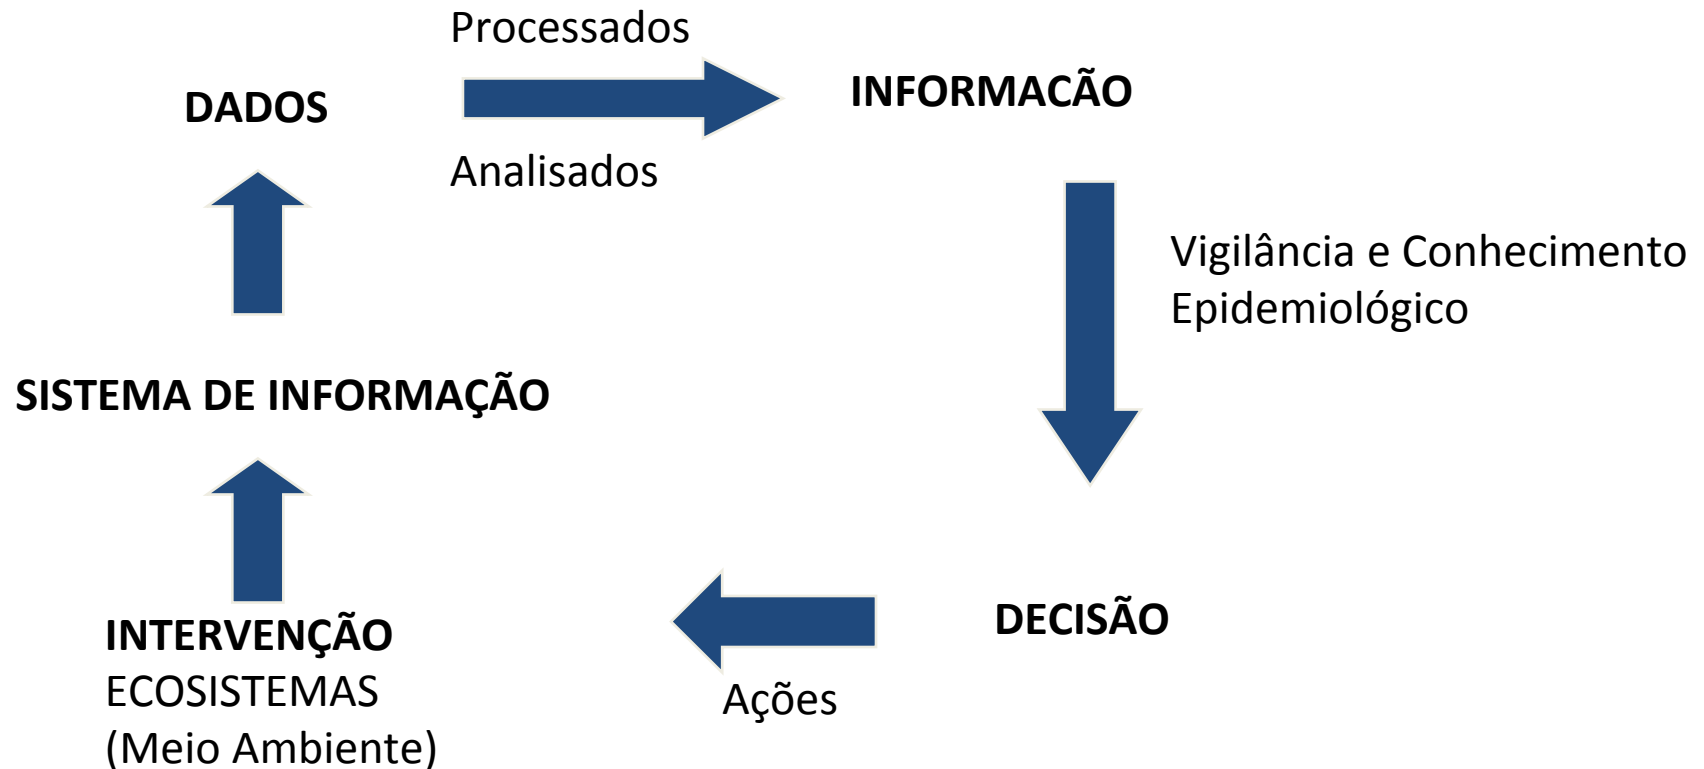 Processados
DADOS
INFORMACÃO
Analisados
Vigilância e Conhecimento
Epidemiológico
SISTEMA DE INFORMAÇÃO
DECISÃO
Ações
INTERVENÇÃO
ECOSISTEMAS
(Meio Ambiente)